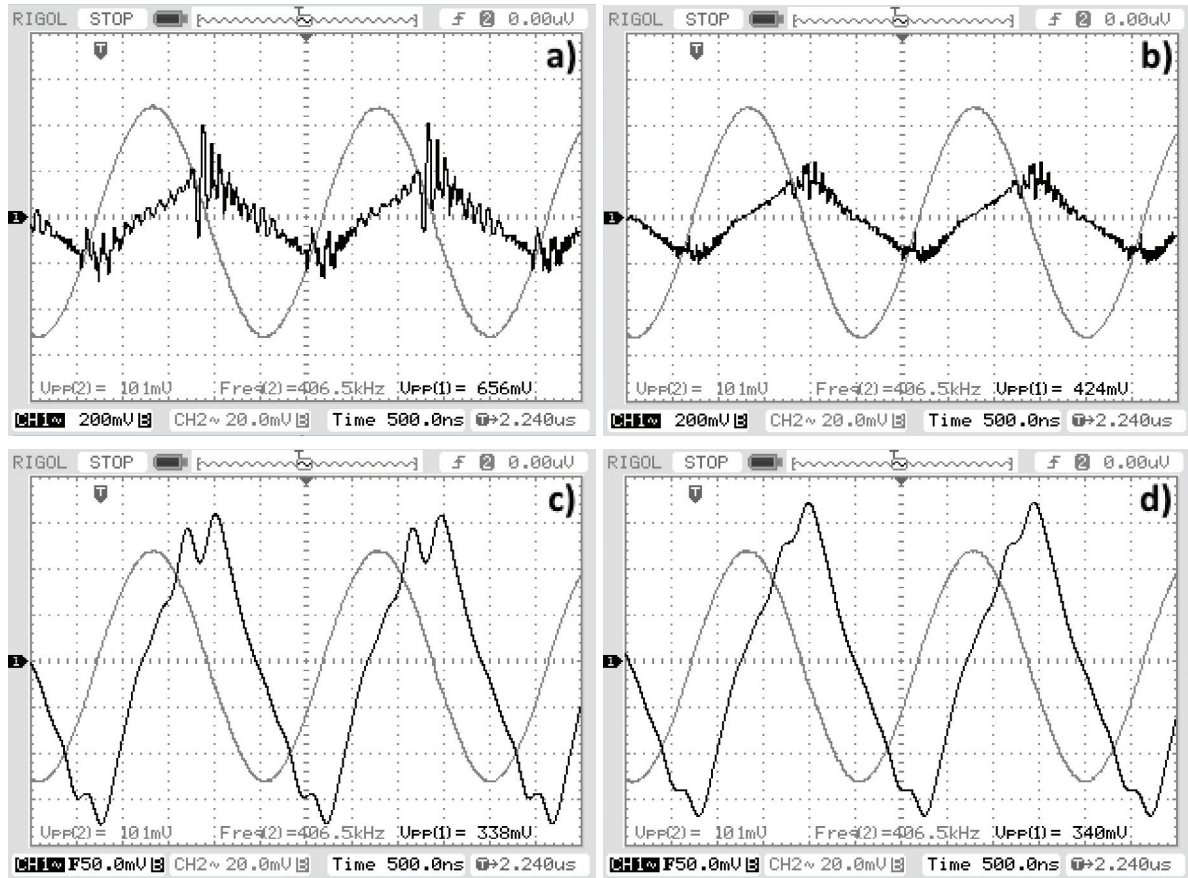 RIGOL STOP T f 2 0.00uV
T
a)
1
Vpp(2)= 101mV Freq(2)=406.5kHz Vpp(1)= 656mV
CH1~ 200mV B CH2~ 20.0mV B Time 500.0ns T→2.240us
RIGOL STOP T f 2 0.00uV
T
b)
1
Vpp(2)= 101mV Freq(2)=406.5kHz Vpp(1)= 424mV
CH1~ 200mV B CH2~ 20.0mV B Time 500.0ns T→2.240us
RIGOL STOP T f 2 0.00uV
T
c)
1
Vpp(2)= 101mV Freq(2)=406.5kHz Vpp(1)= 338mV
CH1~ F50.0mV B CH2~ 20.0mV B Time 500.0ns T→2.240us
RIGOL STOP T f 2 0.00uV
T
d)
1
Vpp(2)= 101mV Freq(2)=406.5kHz Vpp(1)= 340mV
CH1~ F50.0mV B CH2~ 20.0mV B Time 500.0ns T→2.240us